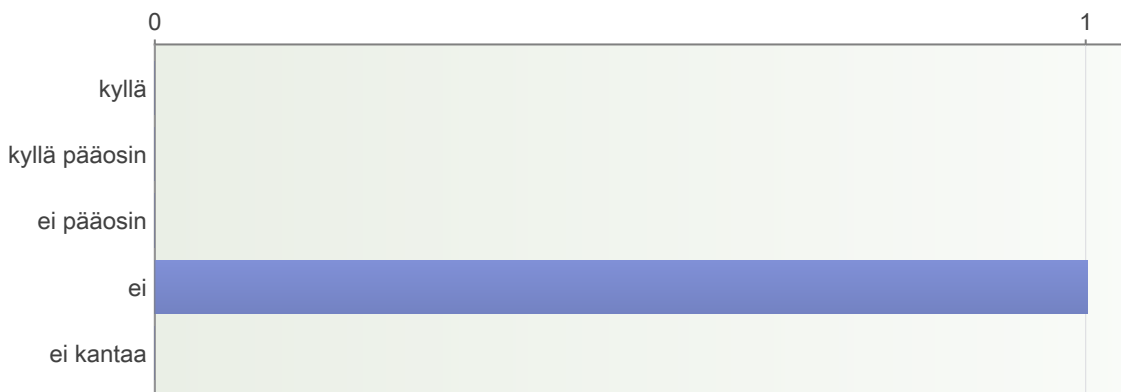 0 1
kyllä
kyllä pääosin
ei pääosin
ei
ei kantaa